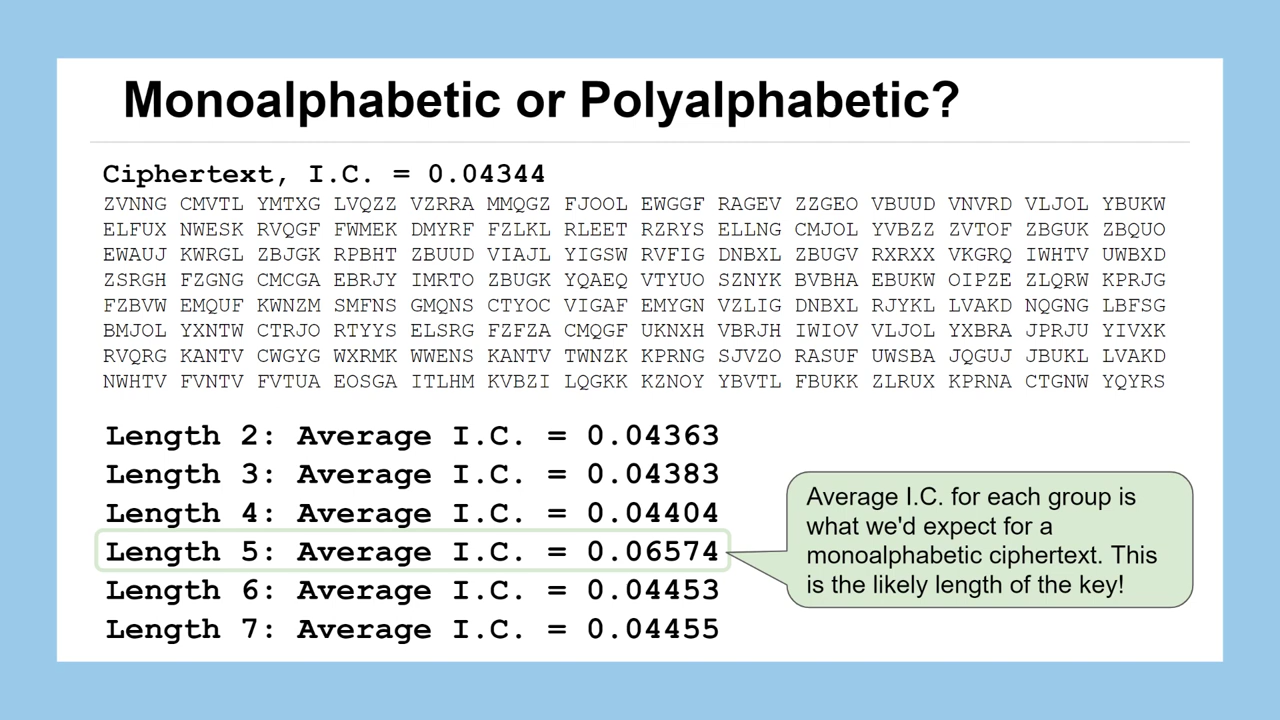 Monoalphabetic or Polyalphabetic?
Ciphertext, I.C. = 0.04344
ZVNNG CMVTL YMTXG LVQZZ VZRRA MMQGZ FJOOL EWGGF RAGEV ZZGEO VBUUD VNVRD VLJOL YBUKW
ELFUX NWESK RVQGF FWMEK DMYRF FZLKL RLEET RZRYS ELLNG CMJOL YVBZZ ZVTOF ZBGUK ZBQUO
EWAUJ KWRGL ZBJGK RPBHT ZBUUD VIAJL YIGSW RVFIG DNBXL ZBUGV RXRXX VKGRQ IWHTV UWBXD
ZSRGH FZGNG CMCGA EBRJY IMRTO ZBUGK YQAEQ VTYUO SZNYK BVBHA EBUKW OIPZE ZLQRW KPRJG
FZBVW EMQUF KWNZM SMFNS GMQNS CTYOC VIGAF EMYGN VZLIG DNBXL RJYKL LVAKD NQGNG LBFSG
BMJOL YXNTW CTRJO RTYYS ELSRG FZFZA CMQGF UKNXH VBRJH IWIOV VLJOL YXBRA JPRJU YIVXK
RVQRG KANTV CWGYG WXRMK WWENS KANTV TWNZK KPRNG SJVZO RASUF UWSBA JQGUJ JBUKL LVAKD
NWHTV FVNTV FVTUA EOSGA ITLHM KVBZI LQGKK KZNOY YBVTL FBUKK ZLRUX KPRNA CTGNW YQYRS
Length 2: Average I.C. = 0.04363
Length 3: Average I.C. = 0.04383
Length 4: Average I.C. = 0.04404
Length 5: Average I.C. = 0.06574
Length 6: Average I.C. = 0.04453
Length 7: Average I.C. = 0.04455
Average I.C. for each group is
what we'd expect for a
monoalphabetic ciphertext. This
is the likely length of the key!